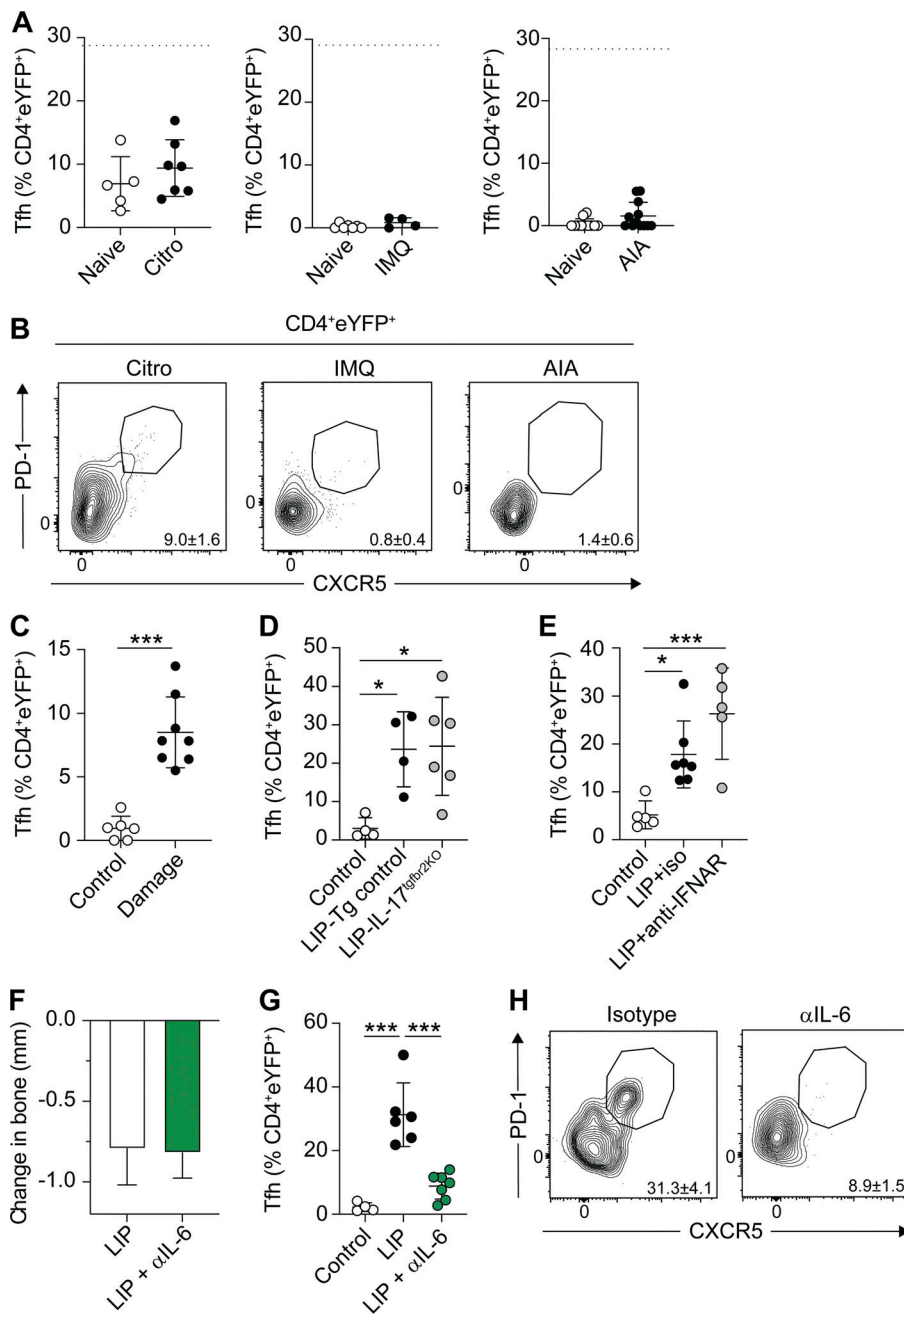 A
Tfh (% CD4⁺eYFP⁺)
30
20
10
0
Naive
Citro
Tfh (% CD4⁺eYFP⁺)
30
20
10
0
Naive
IMQ
Tfh (% CD4⁺eYFP⁺)
30
20
10
0
Naive
AIA
B
CD4⁺eYFP⁺
Citro
IMQ
AIA
PD-1
0
0
0
9.0±1.6
0.8±0.4
1.4±0.6
0
0
0
CXCR5
C
Tfh (% CD4⁺eYFP⁺)
15
10
5
0
***
Control
Damage
D
Tfh (% CD4⁺eYFP⁺)
50
40
30
20
10
0
*
*
Control
LIP-Tg control
LIP-IL-17ᵗᵍᶠᵇʳ²ᴷᴼ
E
Tfh (% CD4⁺eYFP⁺)
40
30
20
10
0
***
*
Control
LIP+iso
LIP+anti-IFNAR
F
Change in bone (mm)
0.0
-0.5
-1.0
LIP
LIP + αIL-6
G
Tfh (% CD4⁺eYFP⁺)
60
40
20
0
*** ***
Control
LIP
LIP + αIL-6
H
Isotype
αIL-6
PD-1
0
0
31.3±4.1
8.9±1.5
0
0
CXCR5